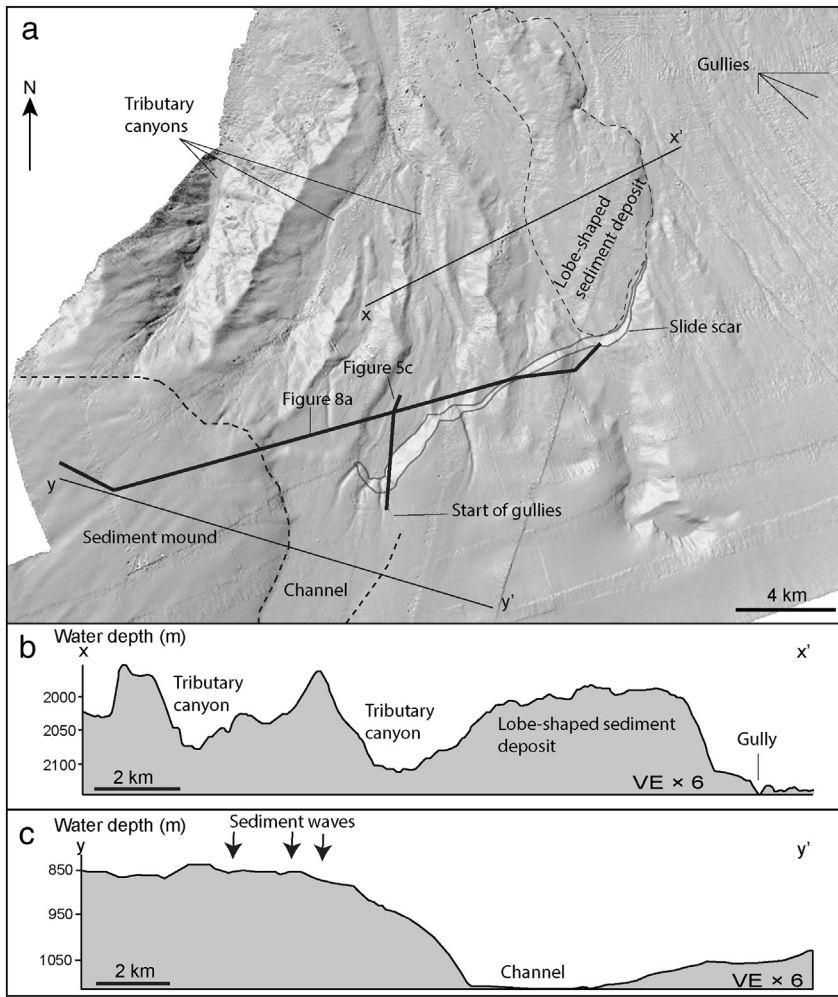 a
N
Tributary
canyons
Gullies
x'
Lobe-shaped
sediment deposit
x
Slide scar
Figure 5c
Figure 8a
y
Start of gullies
Sediment mound
Channel
y'
4 km
b
Water depth (m)
x
x'
Tributary
canyon
Tributary
canyon
Lobe-shaped sediment
deposit
Gully
2000
2050
2100
2 km
VE × 6
c
Water depth (m)
Sediment waves
y
y'
850
950
1050
2 km
Channel
VE × 6